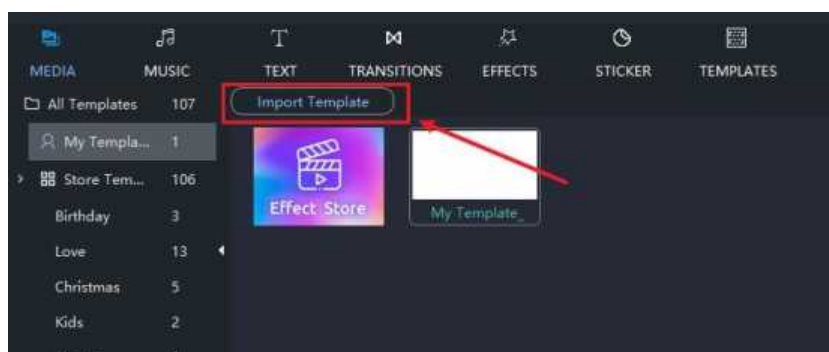 MEDIA MUSIC TEXT TRANSITIONS EFFECTS STICKER TEMPLATES
All Templates 107
Import Template
My Templa... 1
Store Tem... 106
Effect Store
My Template_
Birthday 3
Love 13
Christmas 5
Kids 2